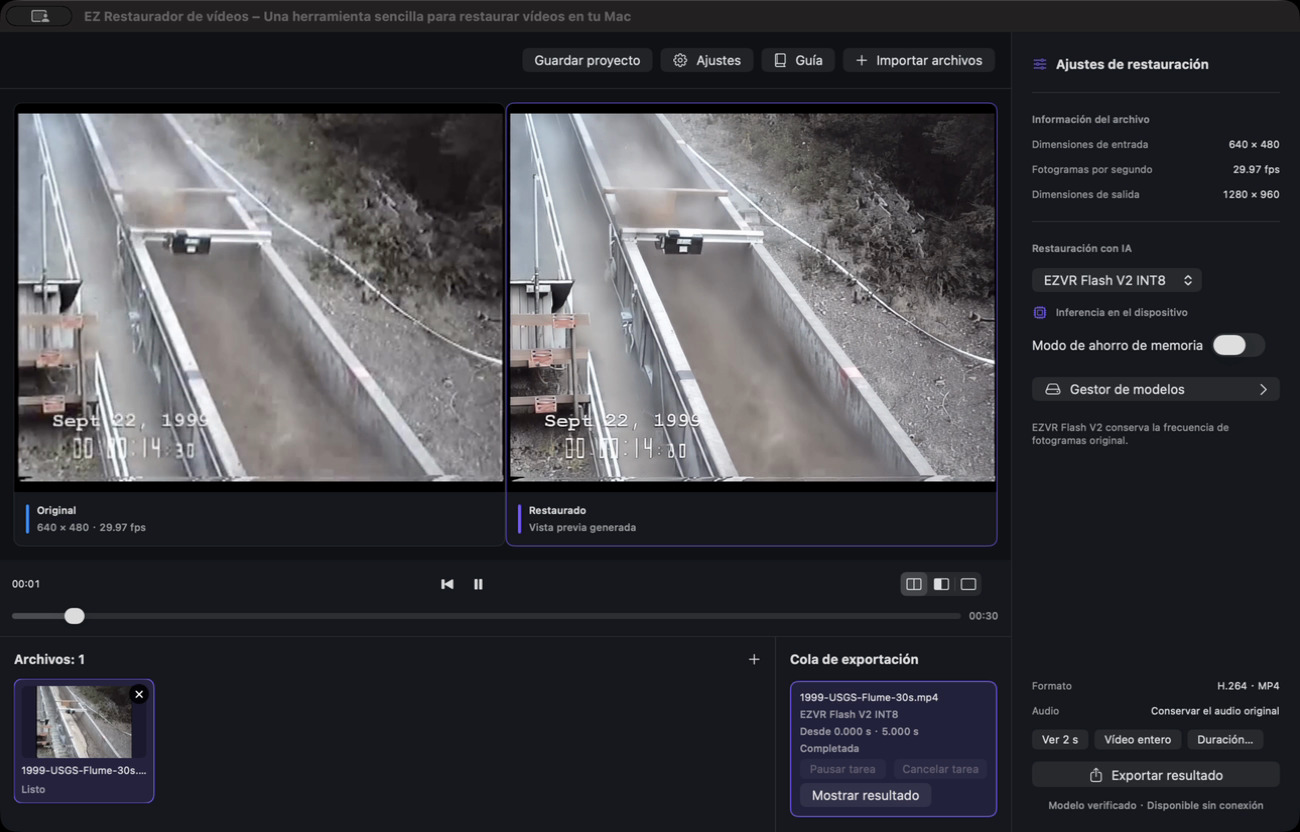 EZ Restaurador de vídeos – Una herramienta sencilla para restaurar vídeos en tu Mac
Guardar proyecto
Ajustes
Guía
Importar archivos
Sept 22, 1999
Sept 22, 1999
Original
640 × 480 · 29.97 fps
Restaurado
Vista previa generada
00:01
00:30
Archivos: 1
1999-USGS-Flume-30s....
Listo
Cola de exportación
1999-USGS-Flume-30s.mp4
EZVR Flash V2 INT8
Desde 0.000 s · 5.000 s
Completada
Pausar tarea
Cancelar tarea
Mostrar resultado
Ajustes de restauración
Información del archivo
Dimensiones de entrada 640 × 480
Fotogramas por segundo 29.97 fps
Dimensiones de salida 1280 × 960
Restauración con IA
EZVR Flash V2 INT8
Inferencia en el dispositivo
Modo de ahorro de memoria
Gestor de modelos
EZVR Flash V2 conserva la frecuencia de
fotogramas original.
Formato H.264 · MP4
Audio Conservar el audio original
Ver 2 s
Vídeo entero
Duración...
Exportar resultado
Modelo verificado · Disponible sin conexión